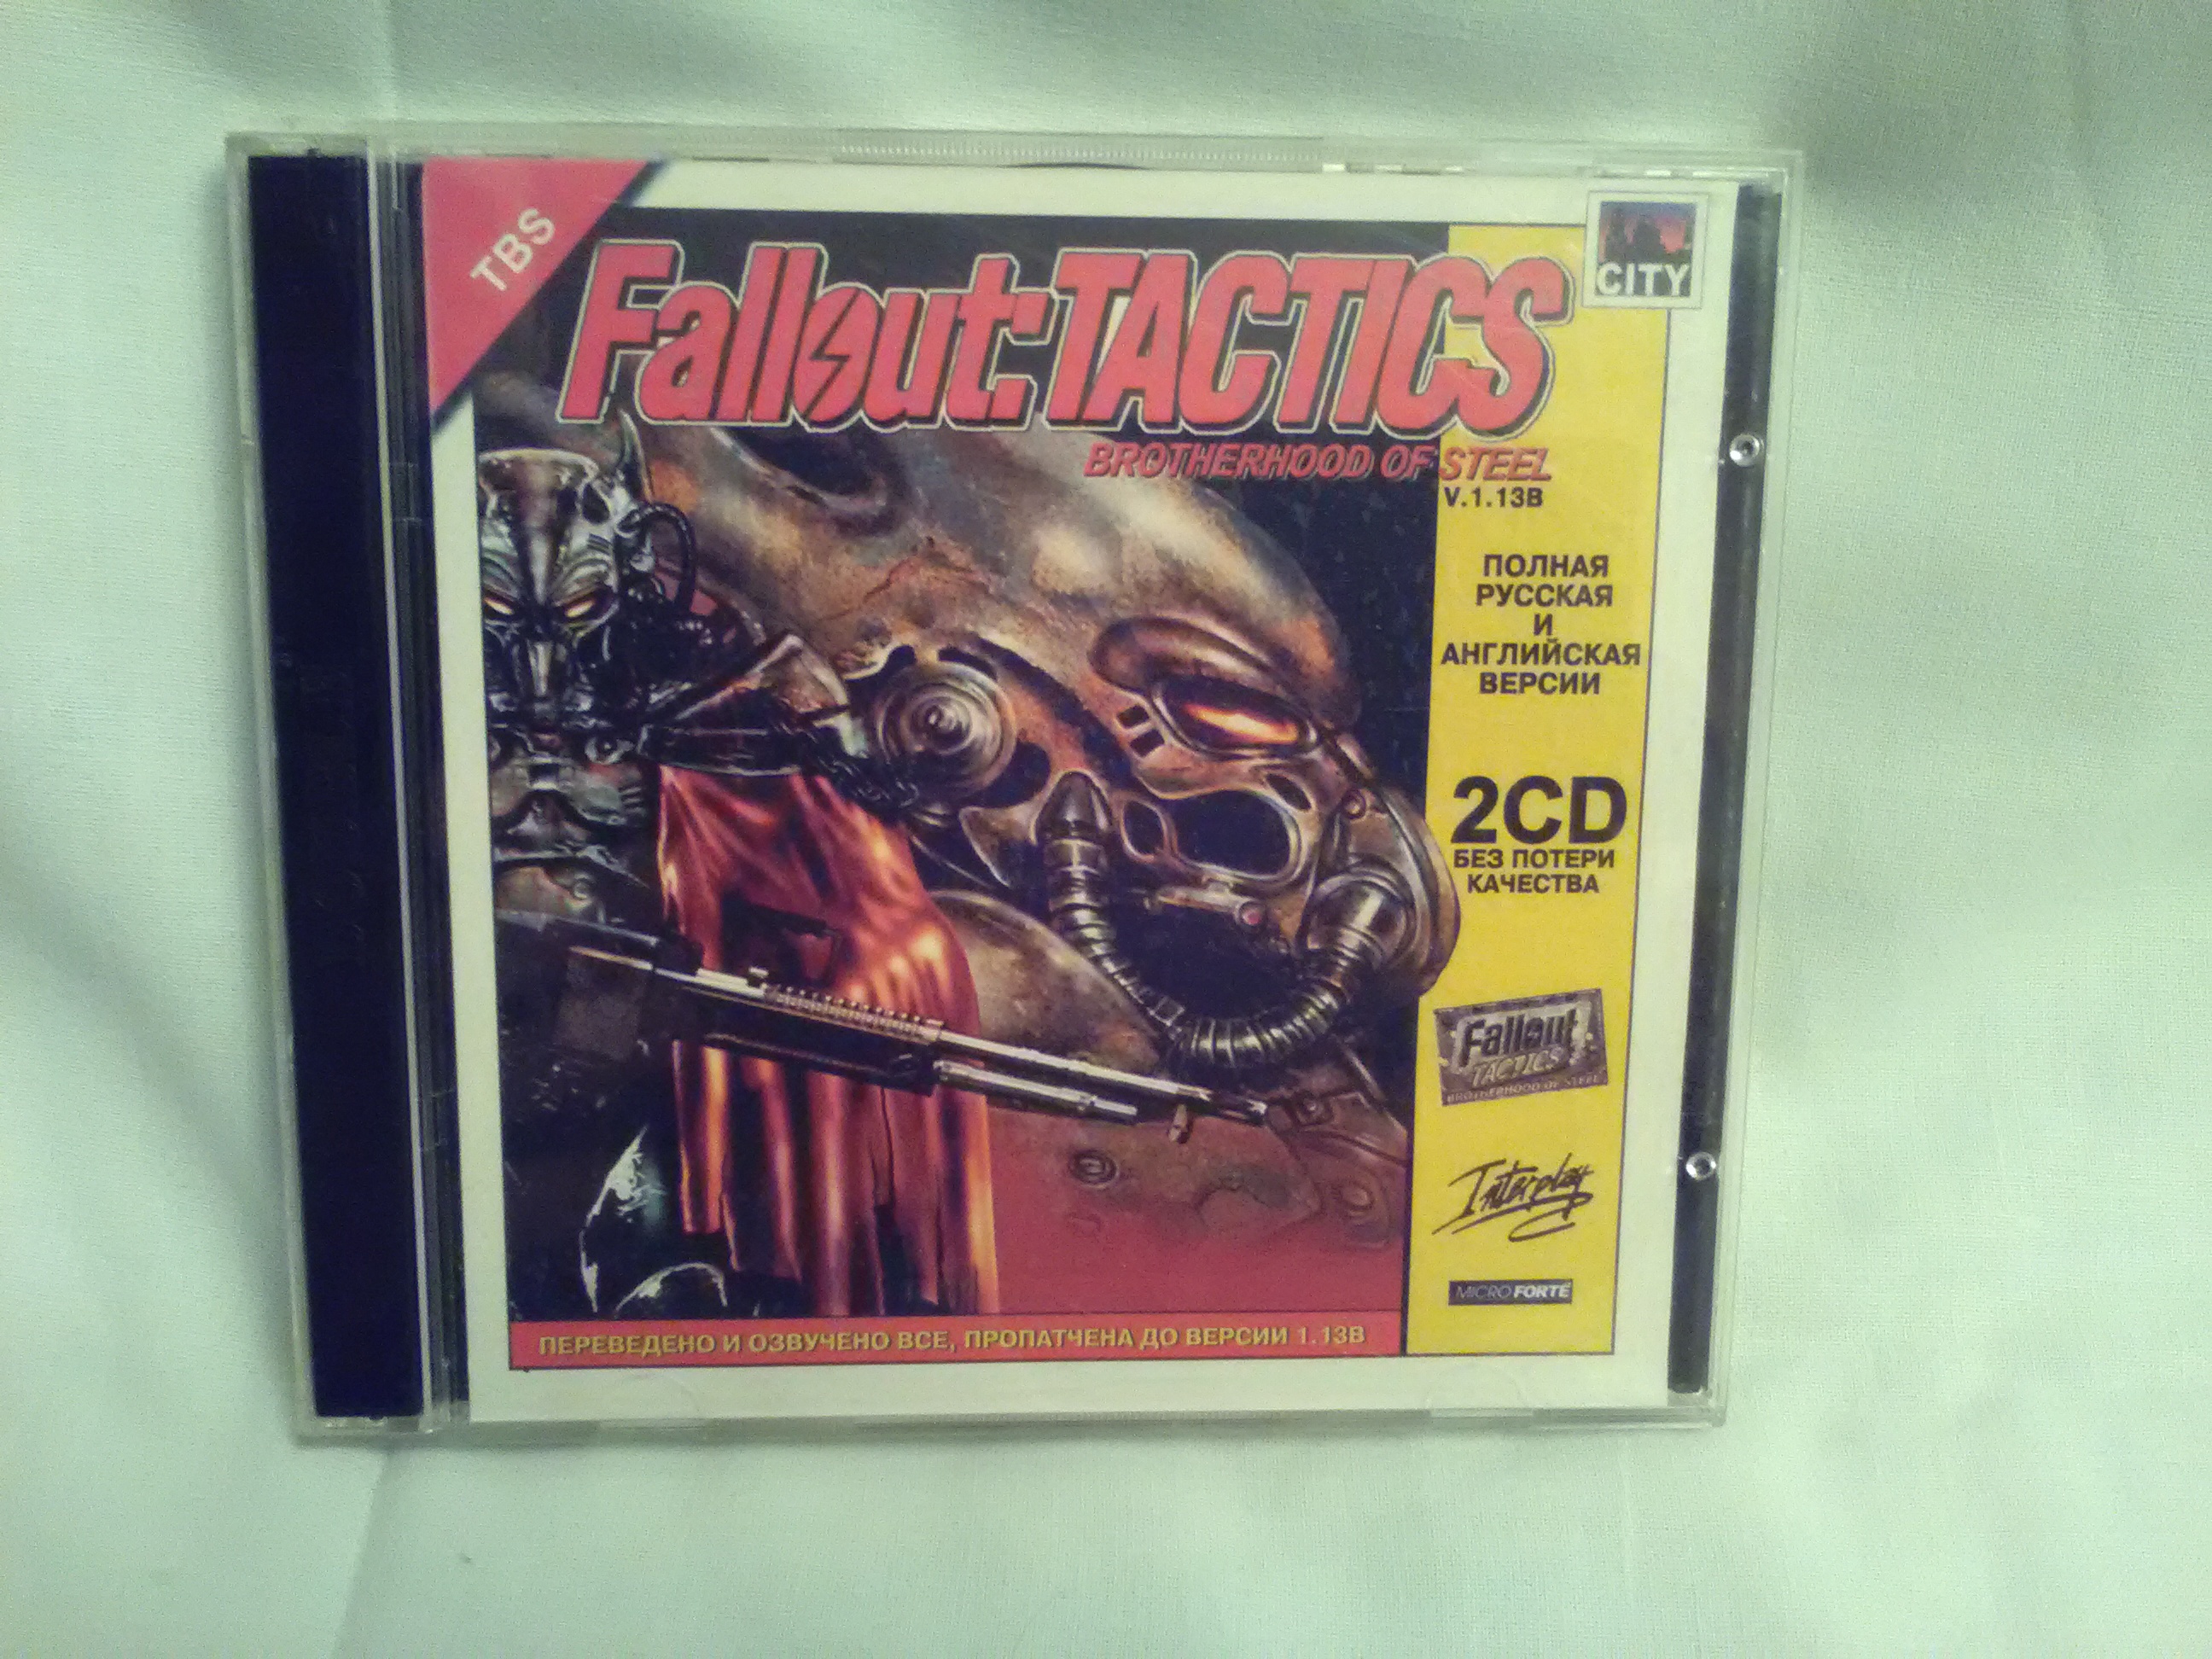 TBS
Fallout: TACTICS
BROTHERHOOD OF STEEL
V.1.13B
CITY
ПОЛНАЯ
РУССКАЯ
И
АНГЛИЙСКАЯ
ВЕРСИИ
2CD
БЕЗ ПОТЕРИ
КАЧЕСТВА
Fallout
TACTICS
BROTHERHOOD OF STEEL
Interplay
MICRO FORTÉ
ПЕРЕВЕДЕНО И ОЗВУЧЕНО ВСЕ, ПРОПАТЧЕНА ДО ВЕРСИИ 1.13B